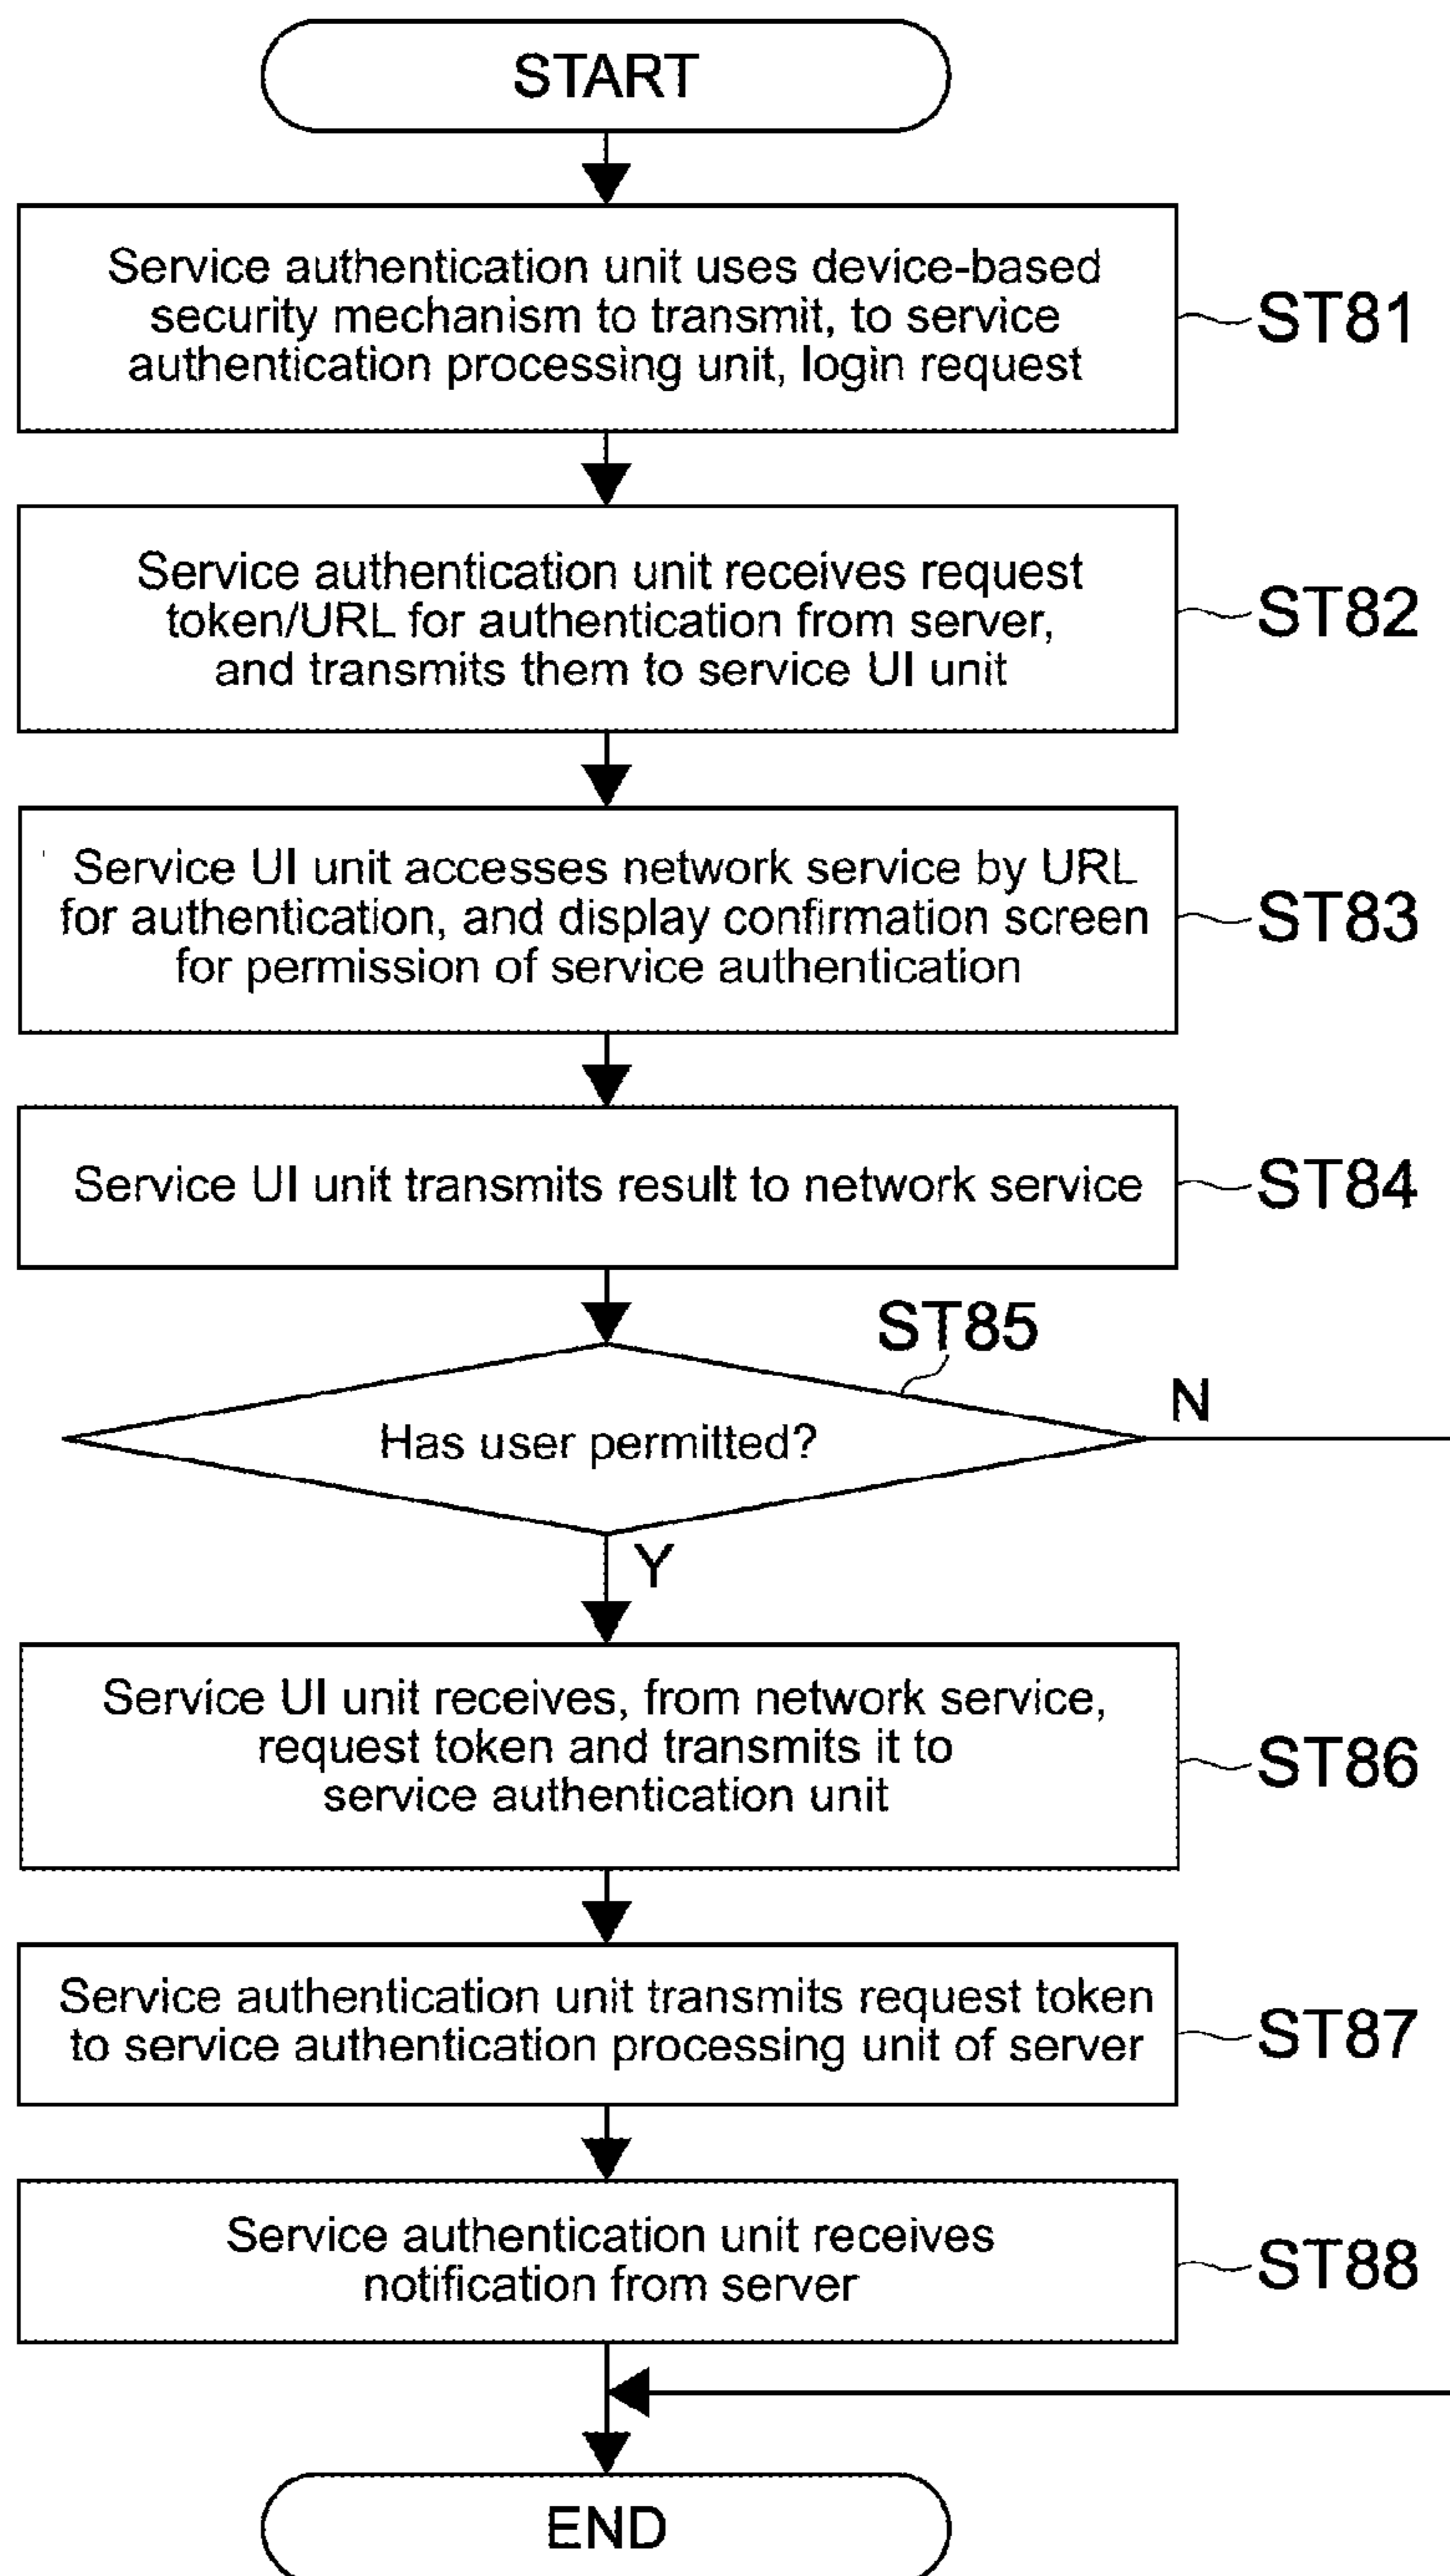 START
Service authentication unit uses device-based
security mechanism to transmit, to service
authentication processing unit, login request
ST81
Service authentication unit receives request
token/URL for authentication from server,
and transmits them to service UI unit
ST82
Service UI unit accesses network service by URL
for authentication, and display confirmation screen
for permission of service authentication
ST83
Service UI unit transmits result to network service
ST84
ST85
Has user permitted?
N
Y
Service UI unit receives, from network service,
request token and transmits it to
service authentication unit
ST86
Service authentication unit transmits request token
to service authentication processing unit of server
ST87
Service authentication unit receives
notification from server
ST88
END